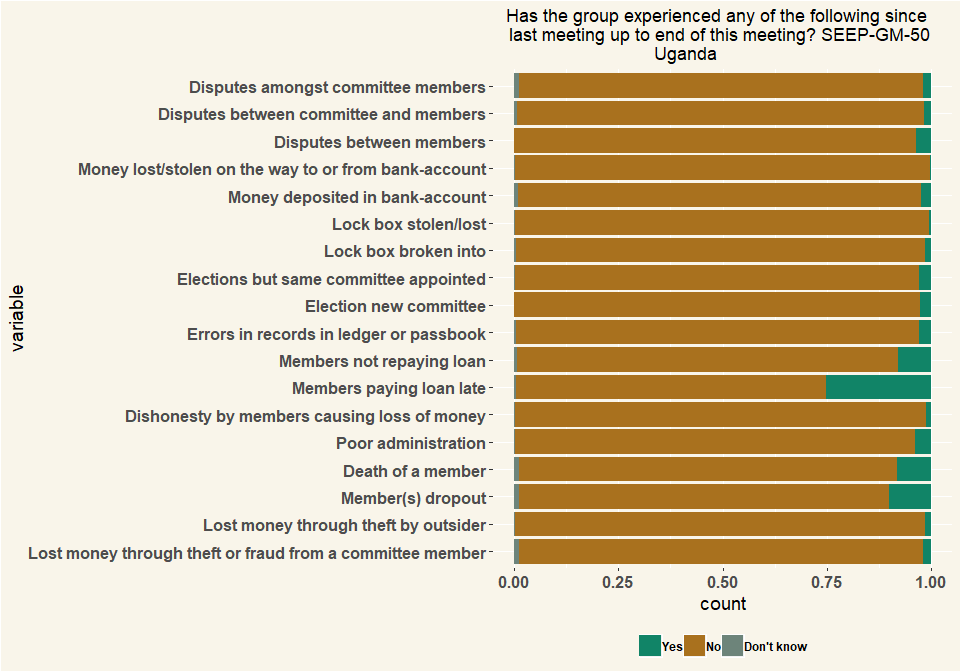 Has the group experienced any of the following since
last meeting up to end of this meeting? SEEP-GM-50
Uganda
Disputes amongst committee members
Disputes between committee and members
Disputes between members
Money lost/stolen on the way to or from bank-account
Money deposited in bank-account
Lock box stolen/lost
Lock box broken into
Elections but same committee appointed
Election new committee
Errors in records in ledger or passbook
Members not repaying loan
Members paying loan late
Dishonesty by members causing loss of money
Poor administration
Death of a member
Member(s) dropout
Lost money through theft by outsider
Lost money through theft or fraud from a committee member
variable
0.00 0.25 0.50 0.75 1.00
count
Yes No Don't know